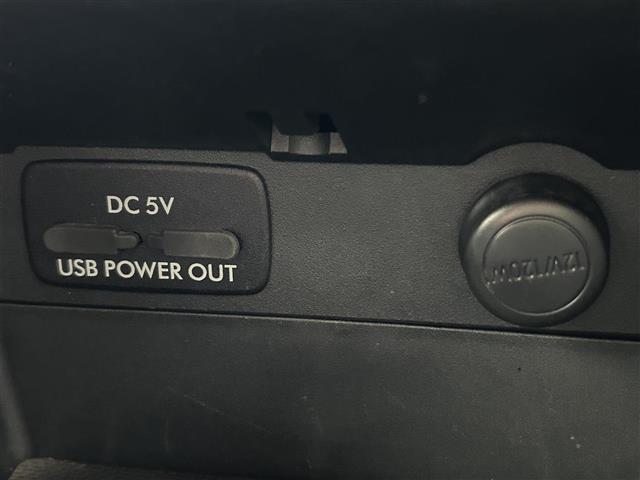 DC 5V
USB POWER OUT
12V/120W